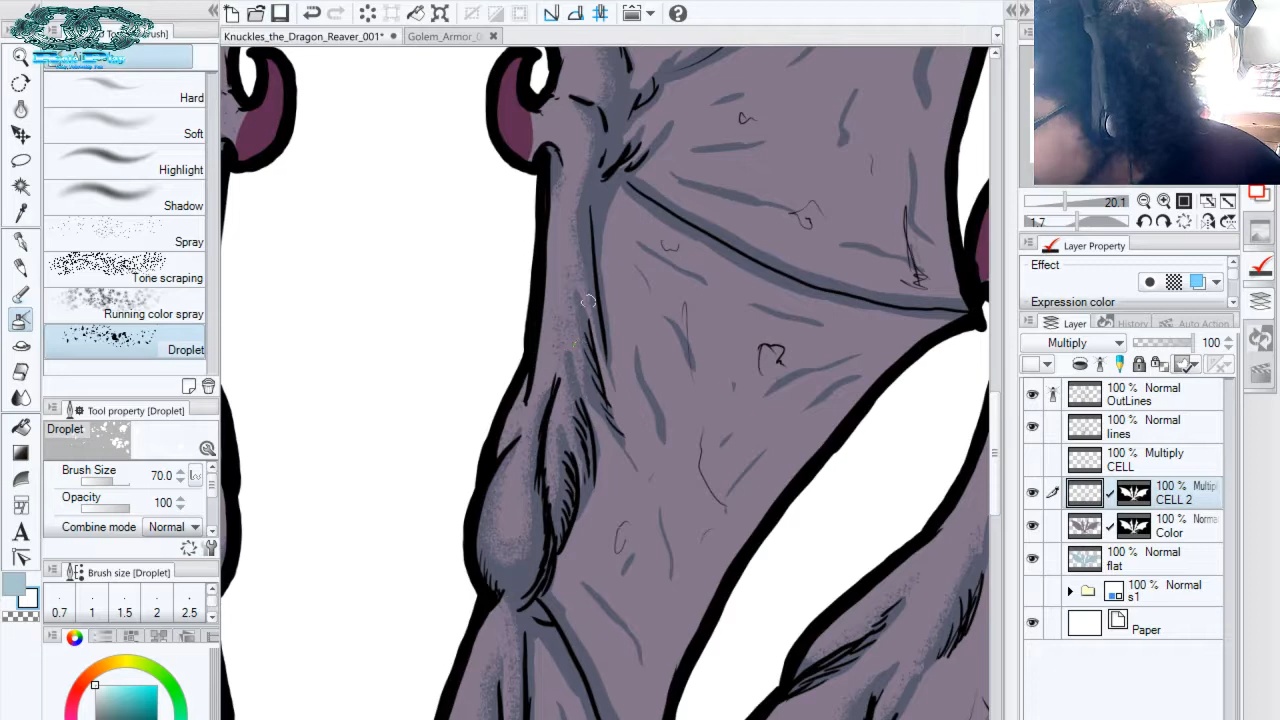 Knuckles_the_Dragon_Reaver_001*
Golem_Armor_0
Hard
Soft
Highlight
Shadow
Spray
Tone scraping
Running color spray
Droplet
Tool property [Droplet]
Droplet
Brush Size 70.0
Opacity 100
Combine mode Normal
Brush size [Droplet]
0.7 1 1.5 2 2.5
20.1
1.7
Layer Property
Effect
Expression color
Layer History Auto Action
Multiply 100
100 % Normal
OutLines
100 % Normal
lines
100 % Multiply
CELL
100 % Multip
CELL 2
100 % Norma
Color
100 % Normal
flat
100 % Normal
s1
Paper